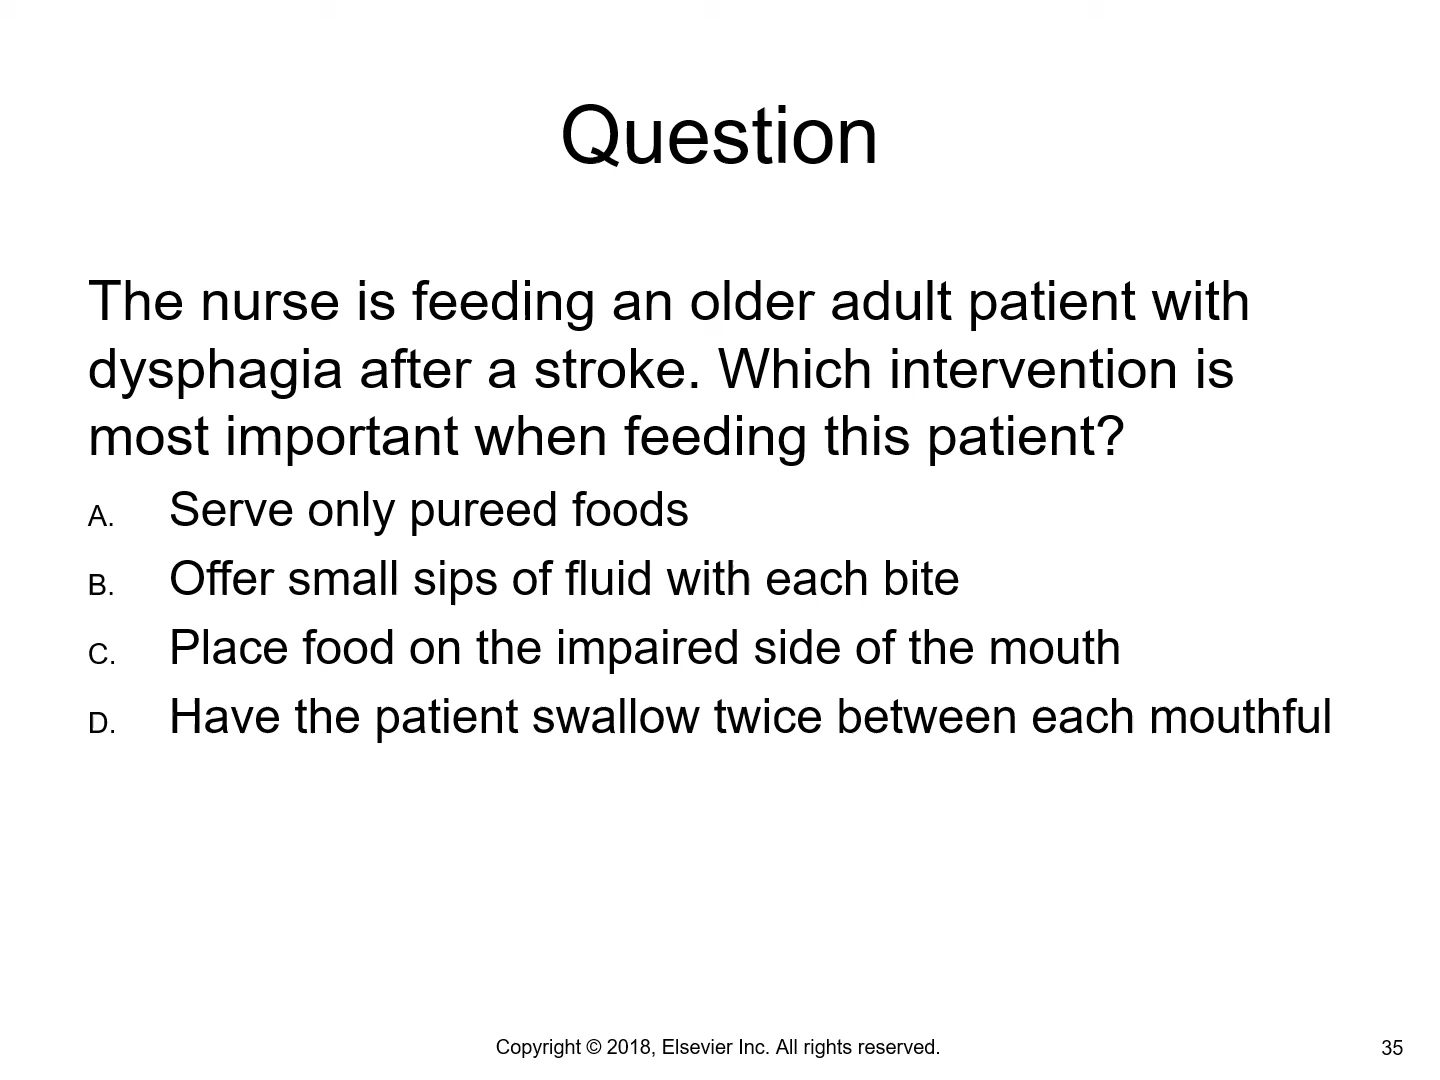 Question
The nurse is feeding an older adult patient with
dysphagia after a stroke. Which intervention is
most important when feeding this patient?
A. Serve only pureed foods
B. Offer small sips of fluid with each bite
C. Place food on the impaired side of the mouth
D. Have the patient swallow twice between each mouthful
Copyright © 2018, Elsevier Inc. All rights reserved.
35